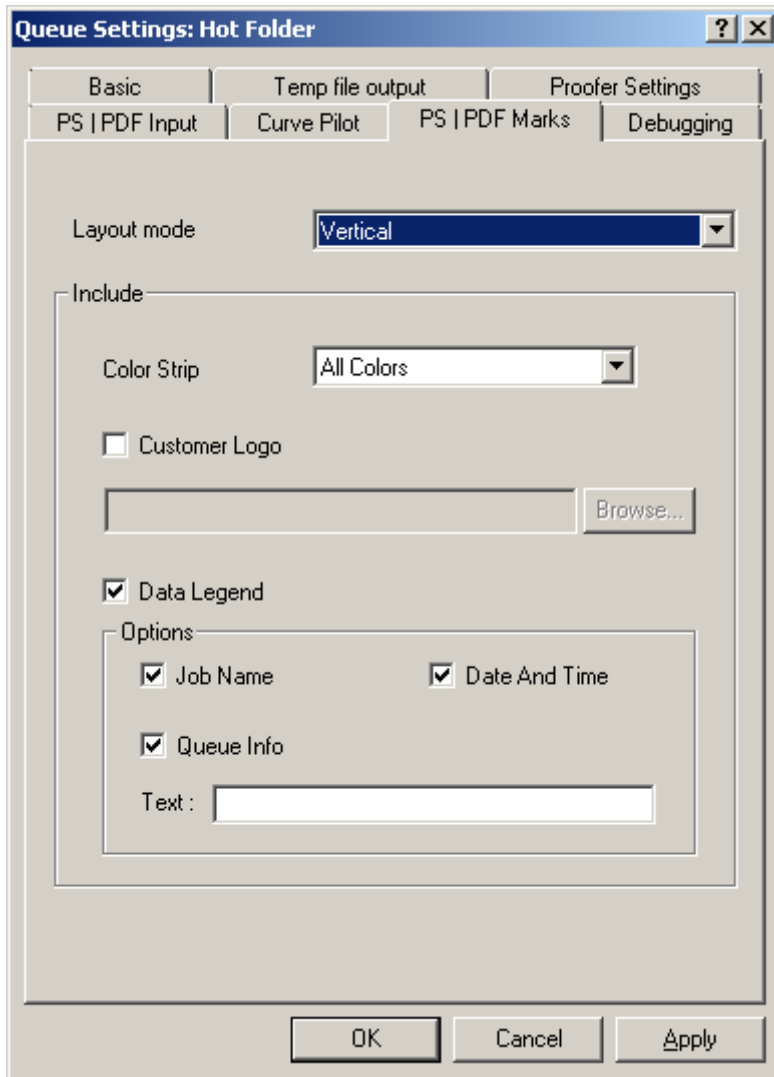 Queue Settings: Hot Folder
Basic Temp file output Proofer Settings
PS | PDF Input Curve Pilot PS | PDF Marks Debugging
Layout mode Vertical
Include
Color Strip All Colors
Customer Logo
Browse...
Data Legend
Options
Job Name Date And Time
Queue Info
Text :
OK Cancel Apply